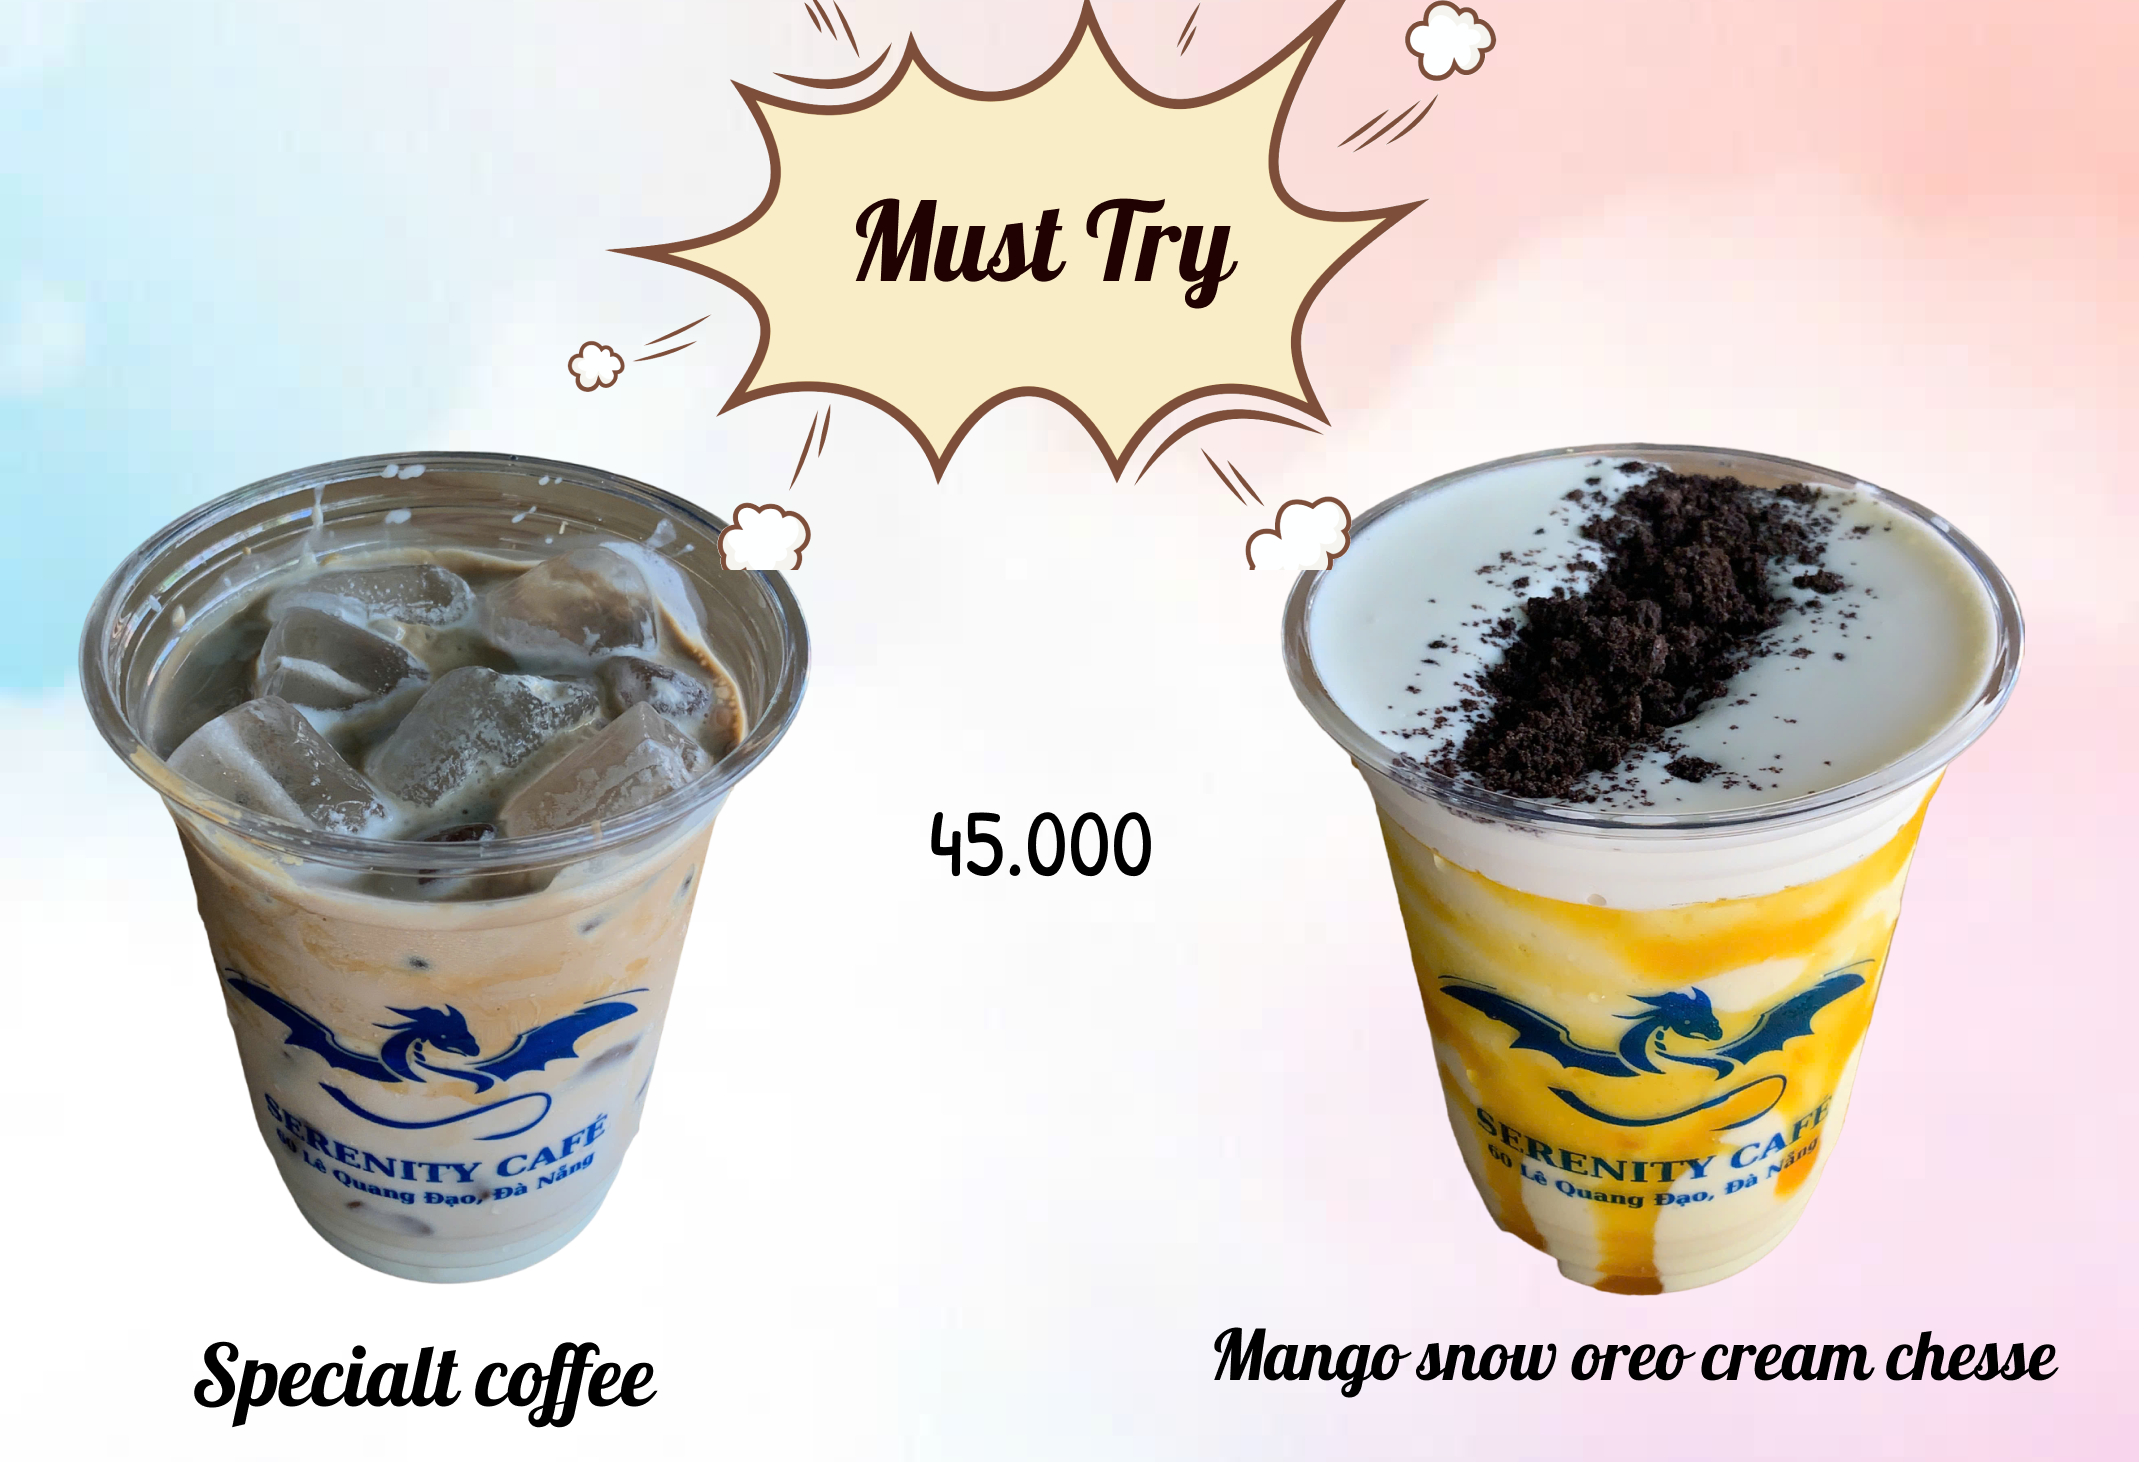 Must Try
45.000
SERENITY CAFÉ
60 Lê Quang Đạo, Đà Nẵng
SERENITY CAFÉ
60 Lê Quang Đạo, Đà Nẵng
Specialt coffee
Mango snow oreo cream chesse